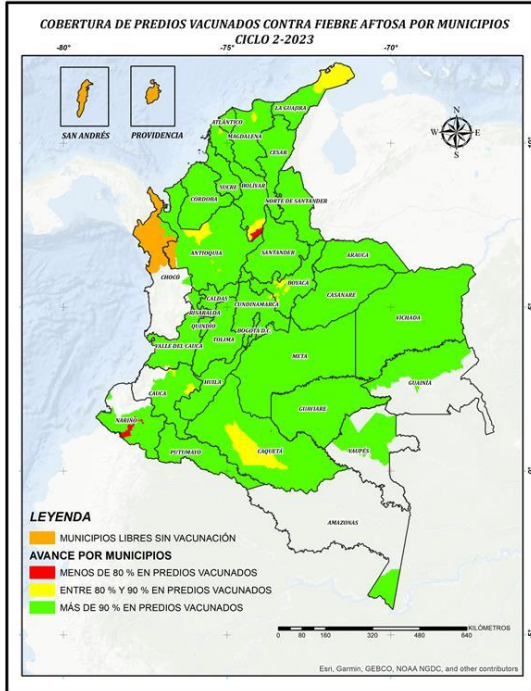 COBERTURA DE PREDIOS VACUNADOS CONTRA FIEBRE AFTOSA POR MUNICIPIOS
CICLO 2-2023
-80°
-75°
-70°
SAN ANDRÉS
PROVIDENCIA
N
W
E
S
LA GUAJIRA
ATLÁNTICO
MAGDALENA
CESAR
SUCRE
BOLÍVAR
NORTE DE SANTANDER
CÓRDOBA
ANTIOQUIA
SANTANDER
ARAUCA
CHOCÓ
BOYACÁ
CASANARE
CALDAS
CUNDINAMARCA
RISARALDA
VICHADA
QUINDÍO
BOGOTÁ D.C.
TOLIMA
VALLE DEL CAUCA
META
GUAINÍA
HUILA
CAUCA
GUAVIARE
NARIÑO
VAUPÉS
CAQUETÁ
PUTUMAYO
AMAZONAS
LEYENDA
MUNICIPIOS LIBRES SIN VACUNACIÓN
AVANCE POR MUNICIPIOS
MENOS DE 80 % EN PREDIOS VACUNADOS
ENTRE 80 % Y 90 % EN PREDIOS VACUNADOS
MÁS DE 90 % EN PREDIOS VACUNADOS
KILÓMETROS
0 80 160 320 480 640
Esri, Garmin, GEBCO, NOAA NGDC, and other contributors